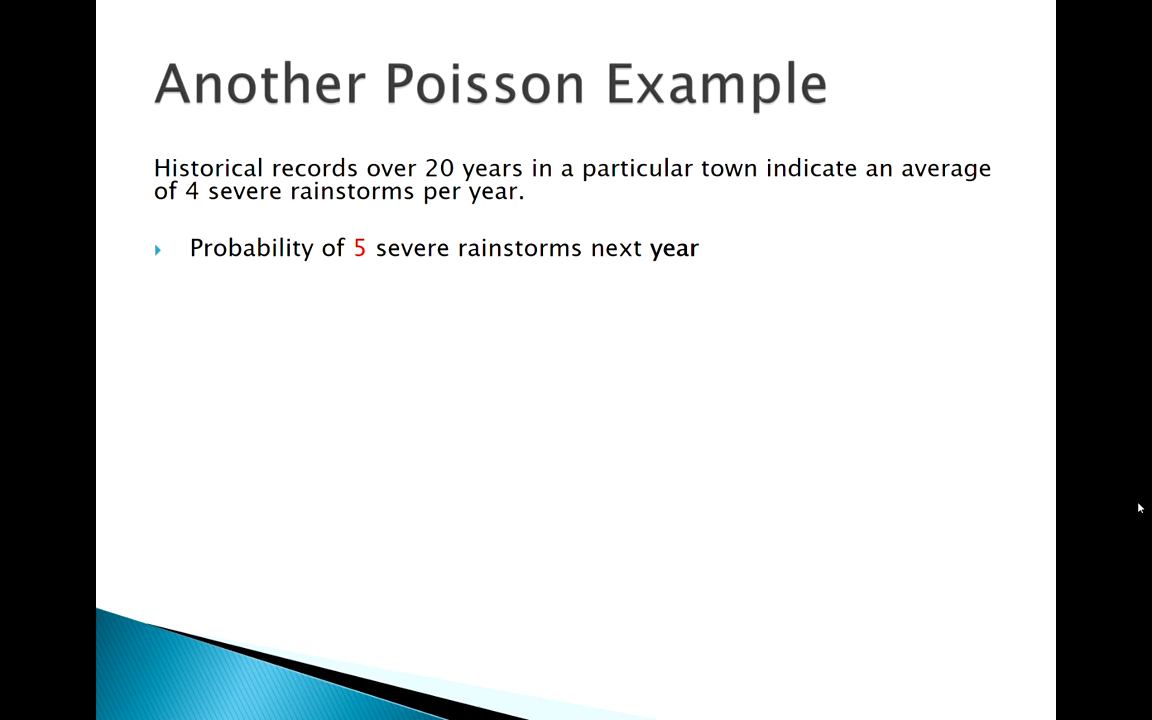 Another Poisson Example
Historical records over 20 years in a particular town indicate an average
of 4 severe rainstorms per year.
Probability of 5 severe rainstorms next year